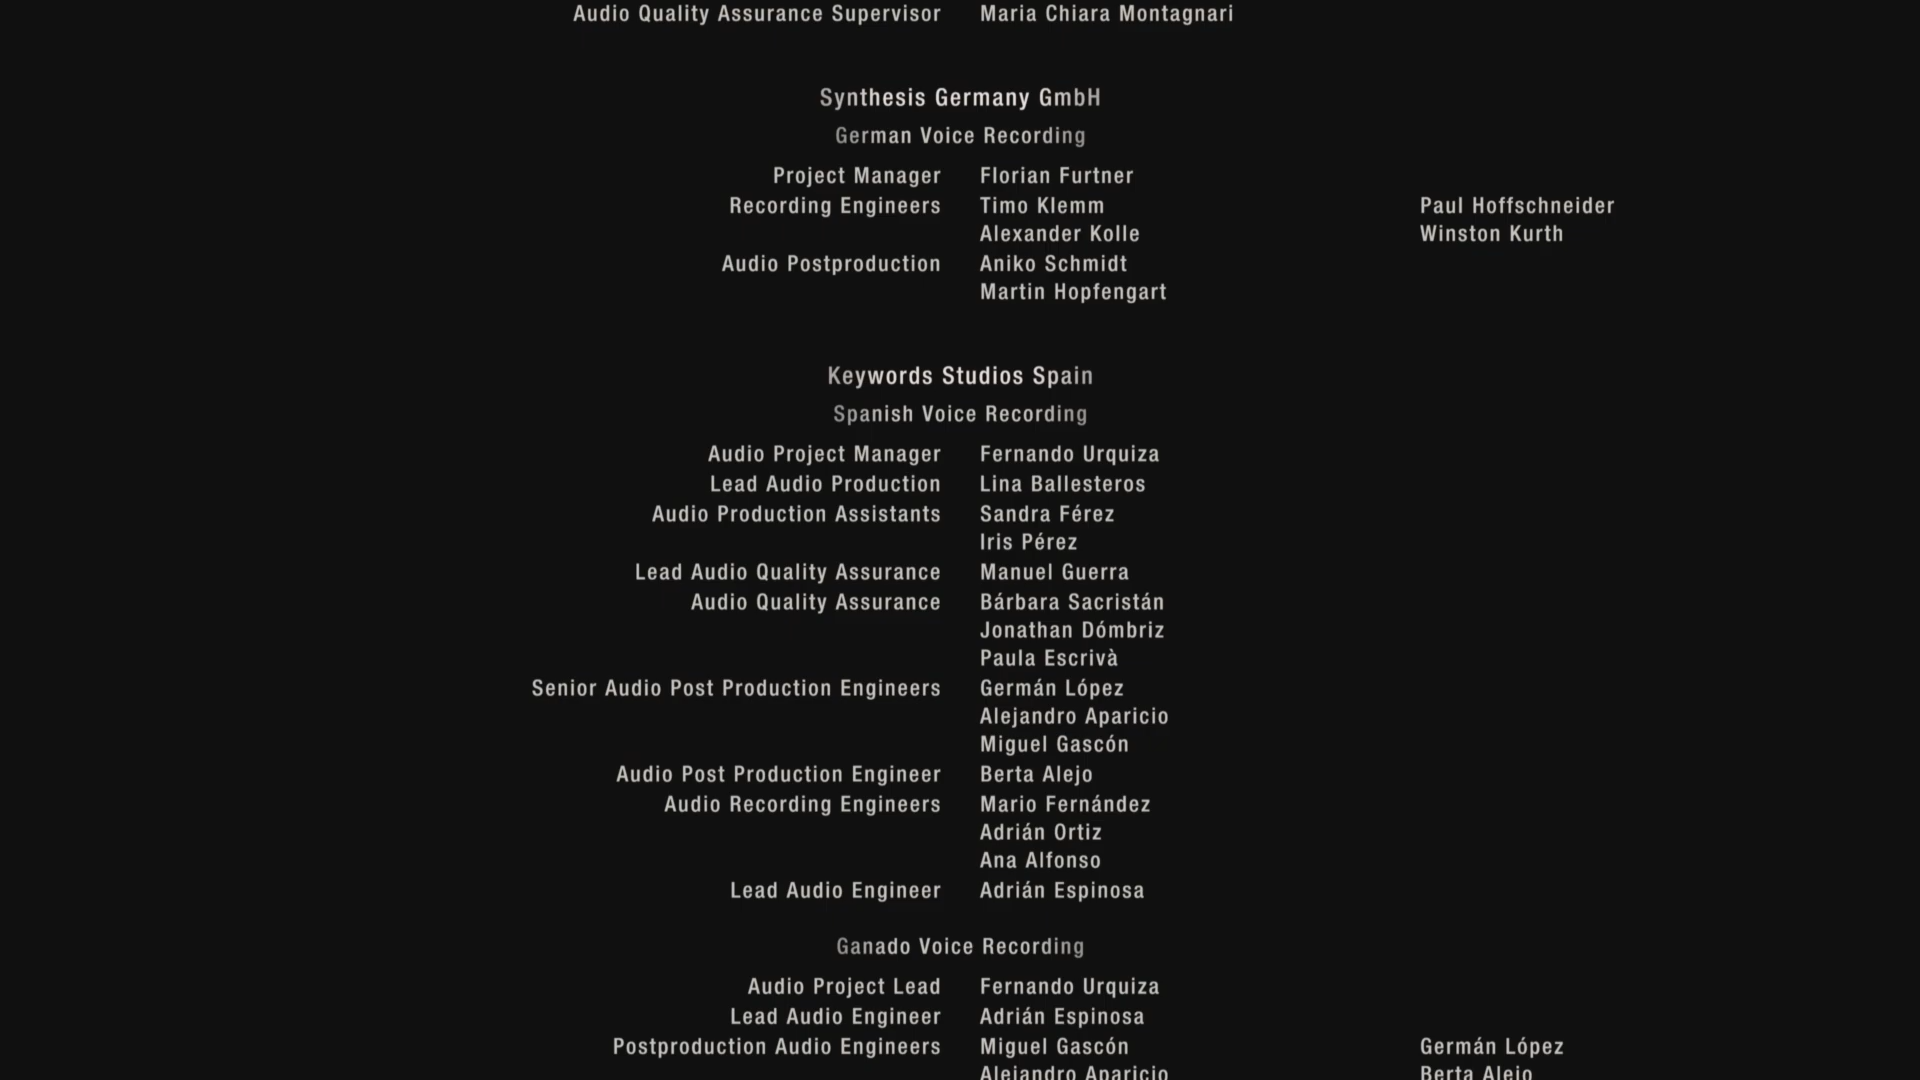 Audio Quality Assurance Supervisor Maria Chiara Montagnari
Synthesis Germany GmbH
German Voice Recording
Project Manager Florian Furtner
Recording Engineers Timo Klemm Paul Hoffschneider
Alexander Kolle Winston Kurth
Audio Postproduction Aniko Schmidt
Martin Hopfengart
Keywords Studios Spain
Spanish Voice Recording
Audio Project Manager Fernando Urquiza
Lead Audio Production Lina Ballesteros
Audio Production Assistants Sandra Férez
Iris Pérez
Lead Audio Quality Assurance Manuel Guerra
Audio Quality Assurance Bárbara Sacristán
Jonathan Dómbriz
Paula Escrivà
Senior Audio Post Production Engineers Germán López
Alejandro Aparicio
Miguel Gascón
Audio Post Production Engineer Berta Alejo
Audio Recording Engineers Mario Fernández
Adrián Ortiz
Ana Alfonso
Lead Audio Engineer Adrián Espinosa
Ganado Voice Recording
Audio Project Lead Fernando Urquiza
Lead Audio Engineer Adrián Espinosa
Postproduction Audio Engineers Miguel Gascón Germán López
Alejandro Aparicio Berta Alejo